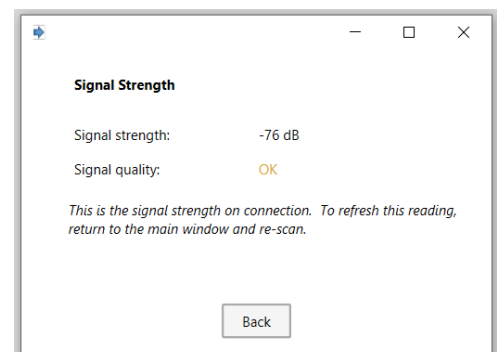 Signal Strength
Signal strength: -76 dB
Signal quality: OK
This is the signal strength on connection.  To refresh this reading,
return to the main window and re-scan.
Back